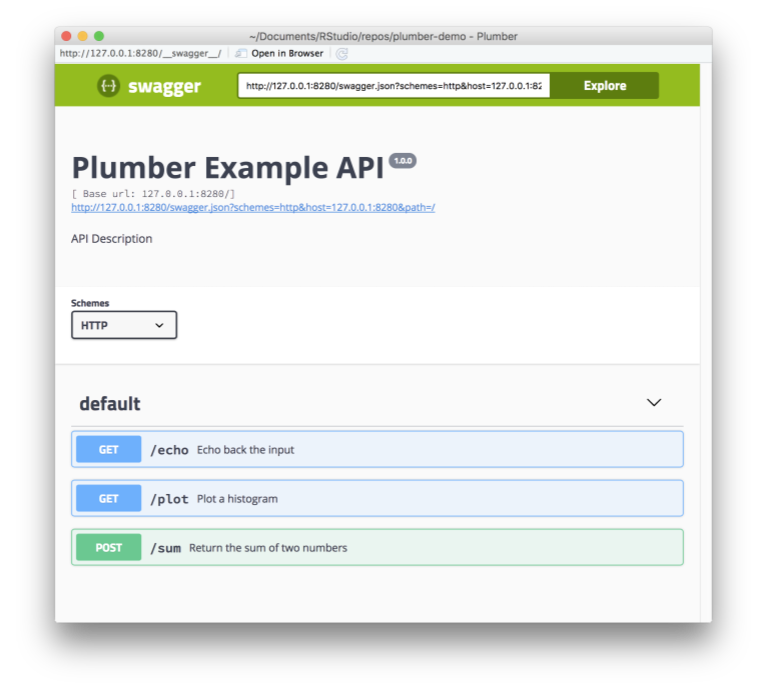 ~/Documents/RStudio/repos/plumber-demo - Plumber
http://127.0.0.1:8280/__swagger__/ Open in Browser
{··} swagger http://127.0.0.1:8280/swagger.json?schemes=http&host=127.0.0.1:82 Explore
Plumber Example API 1.0.0
[ Base url: 127.0.0.1:8280/]
http://127.0.0.1:8280/swagger.json?schemes=http&host=127.0.0.1:8280&path=/
API Description
Schemes
HTTP
default
GET /echo Echo back the input
GET /plot Plot a histogram
POST /sum Return the sum of two numbers